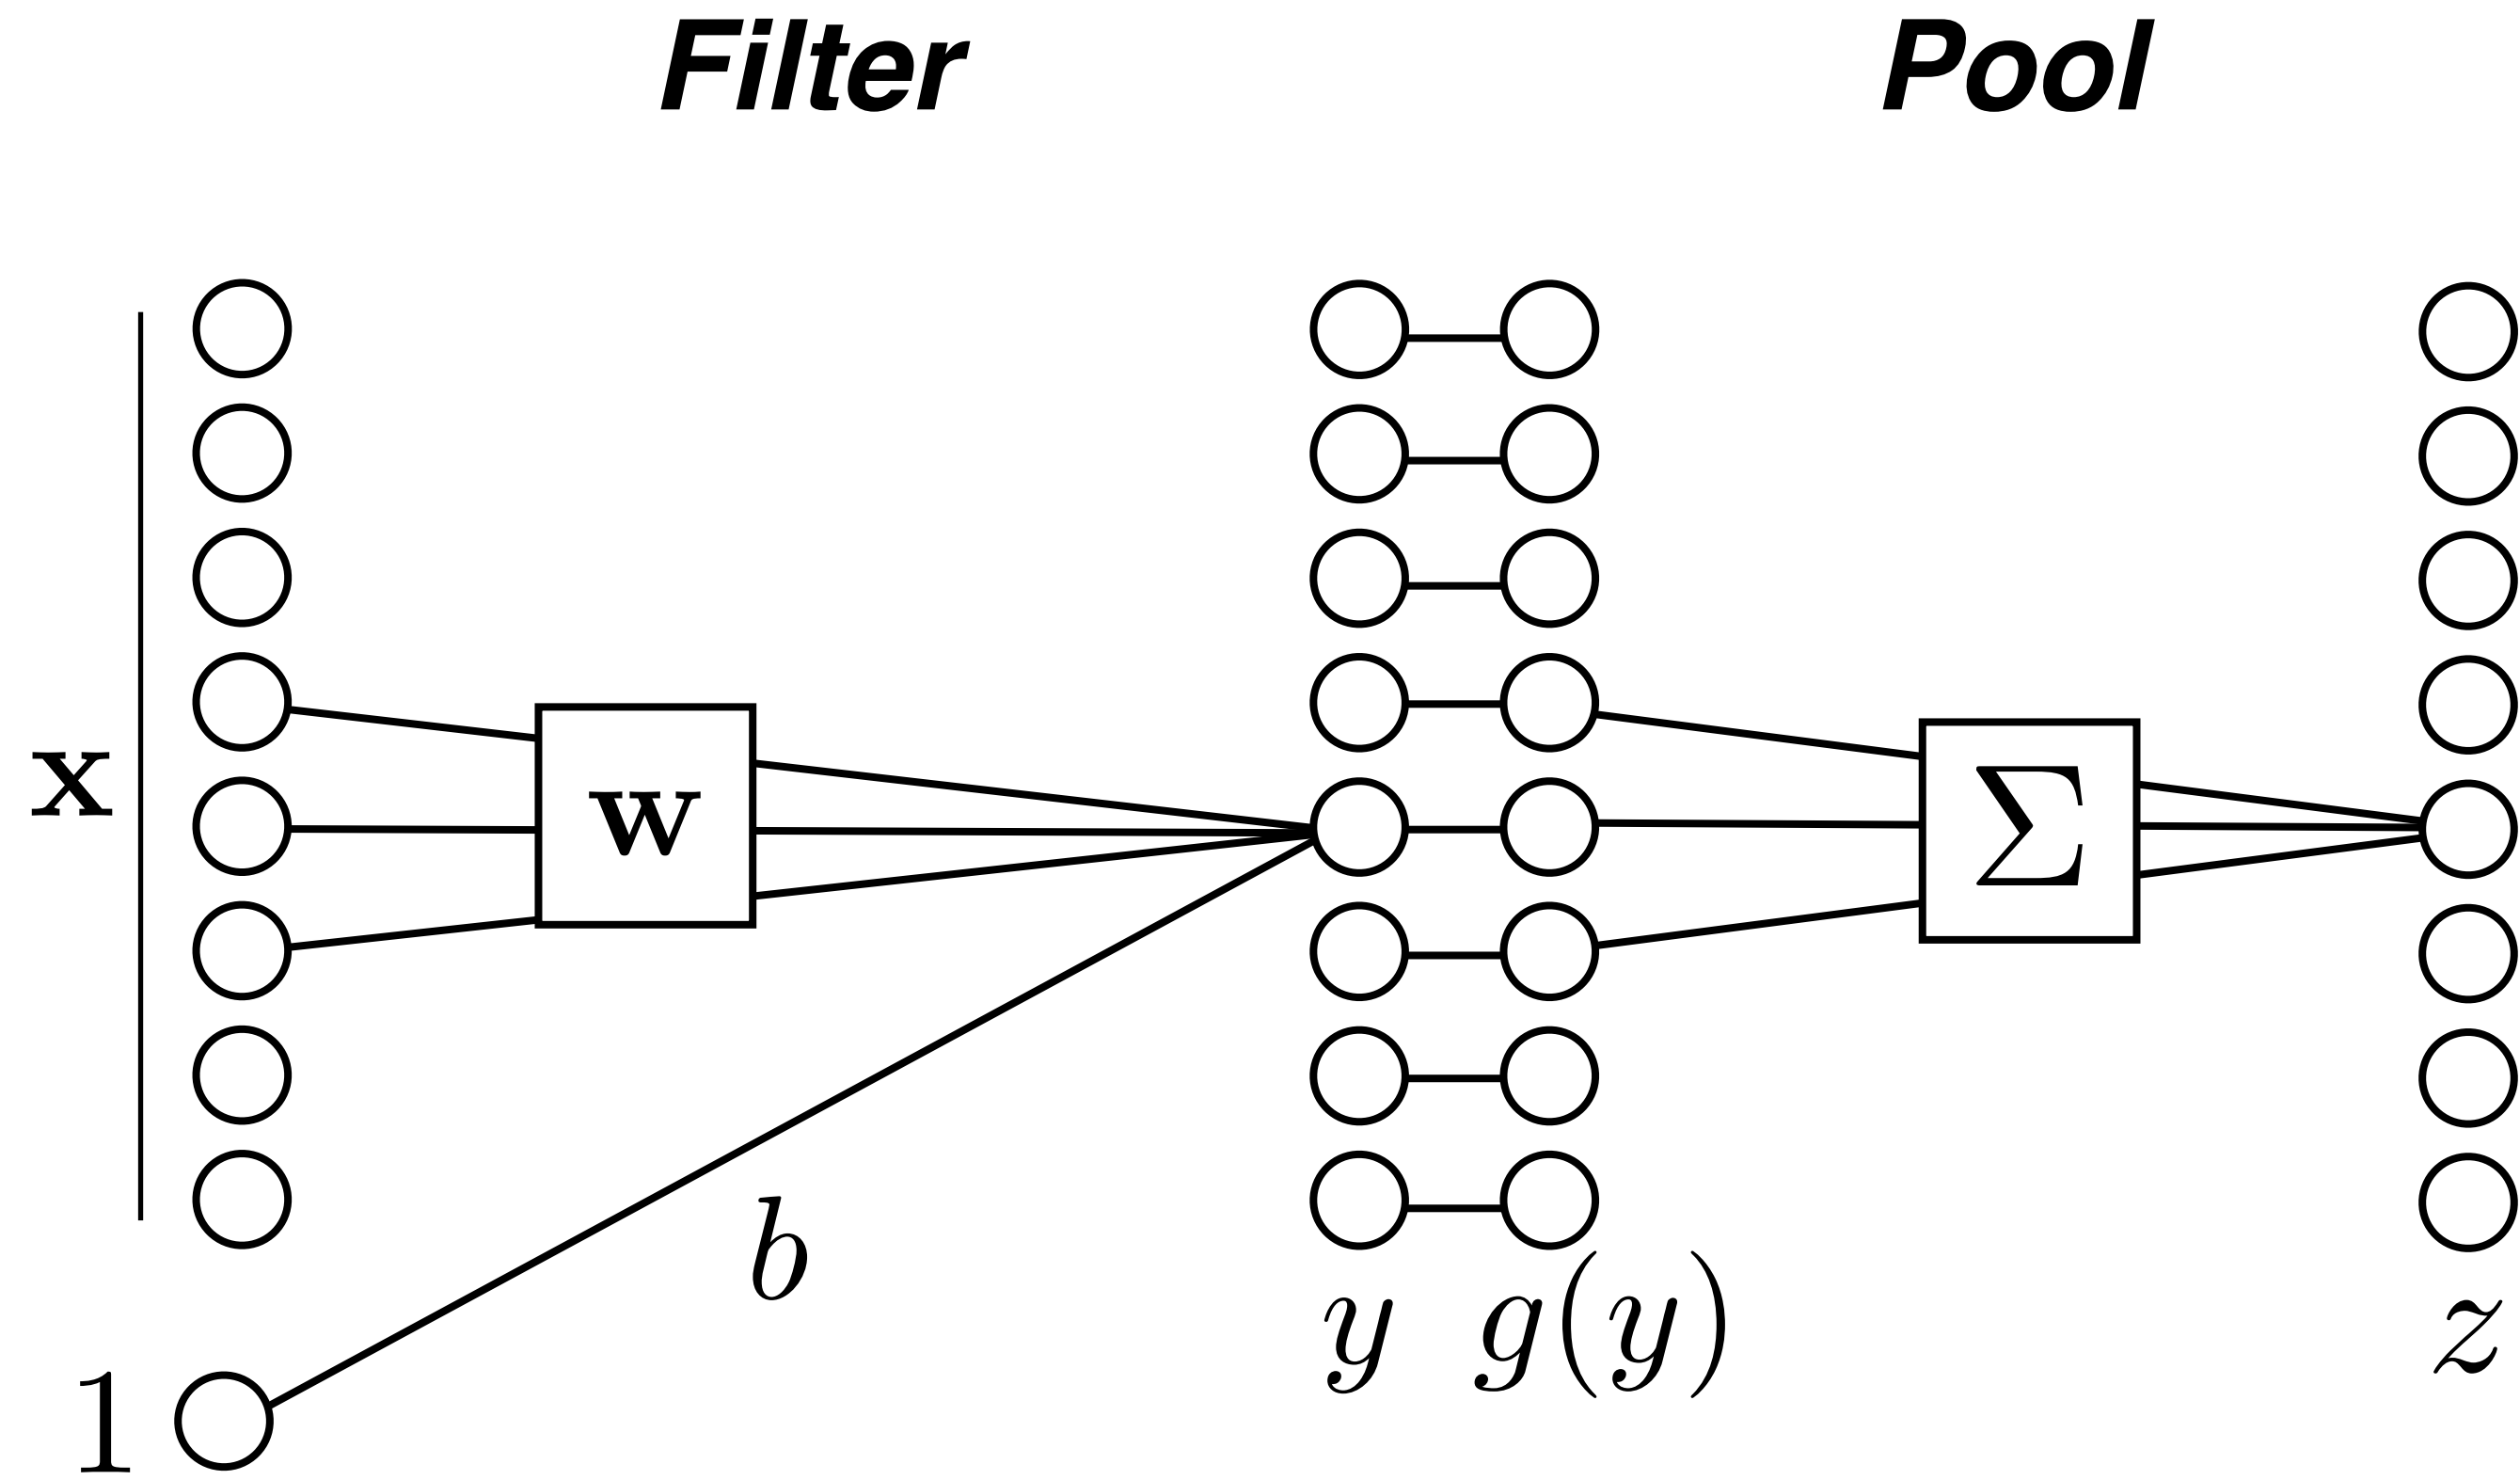 Filter Pool
x
w
Σ
b
y g(y) z
1